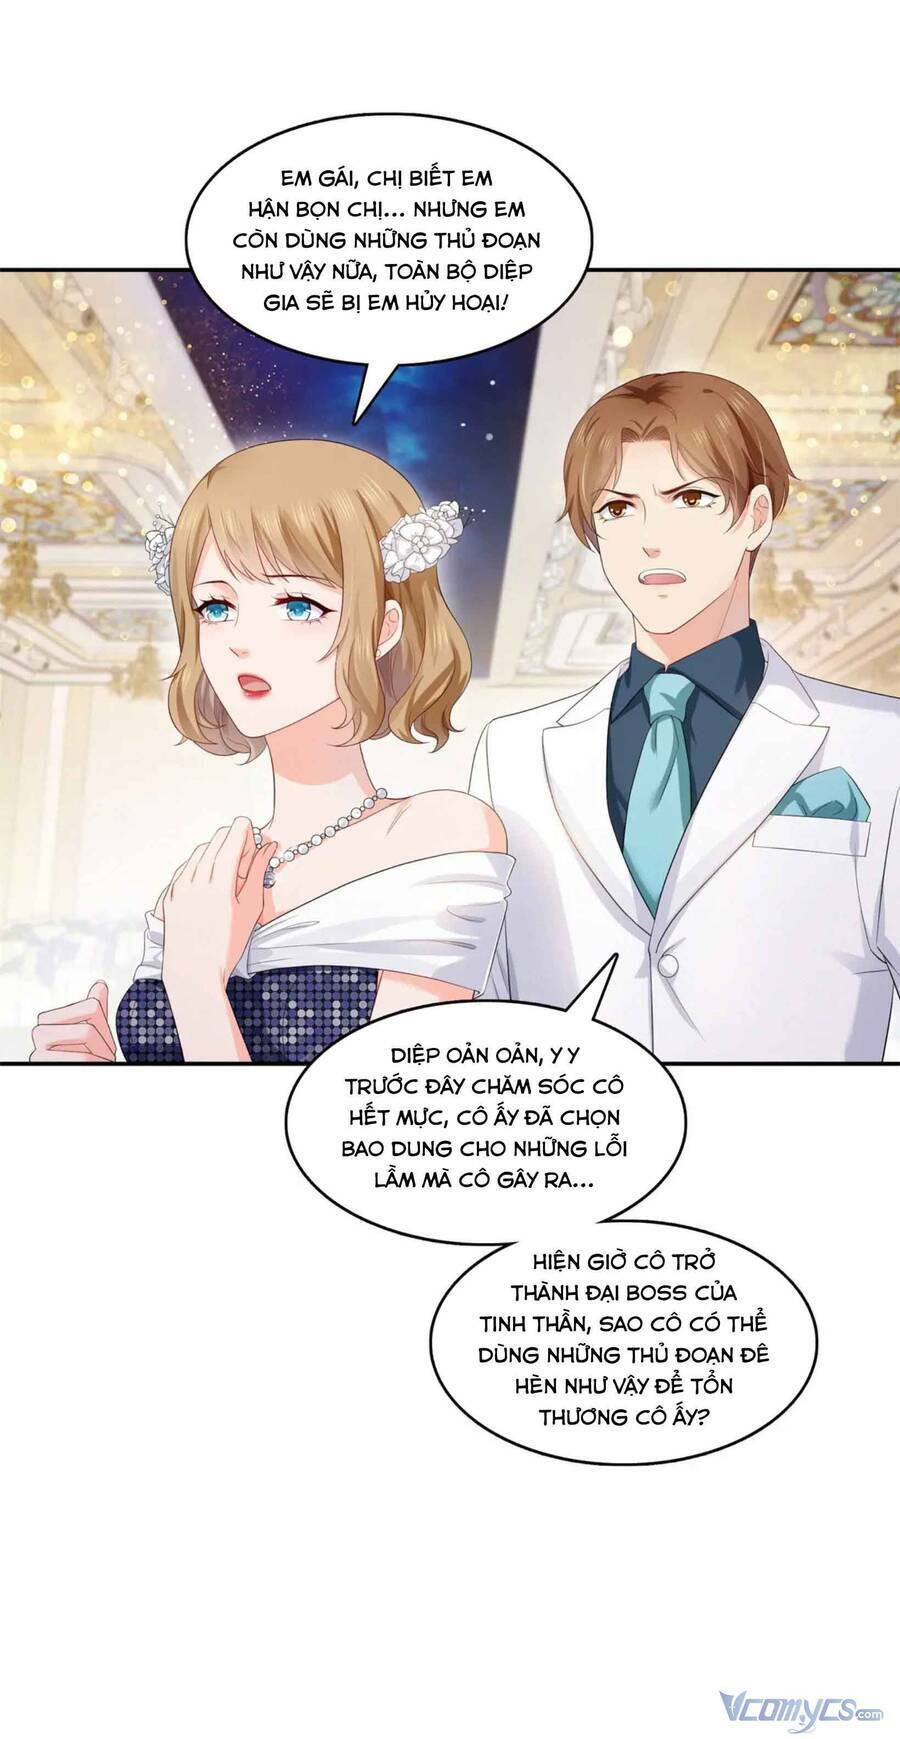 EM GÁI, CHỊ BIẾT EM
HẬN BỌN CHỊ... NHƯNG EM
CÒN DÙNG NHỮNG THỦ ĐOẠN
NHƯ VẬY NỮA, TOÀN BỘ DIỆP
GIA SẼ BỊ EM HỦY HOẠI!
DIỆP OẢN OẢN, Y Y
TRƯỚC ĐÂY CHĂM SÓC CÔ
HẾT MỰC, CÔ ẤY ĐÃ CHỌN
BAO DUNG CHO NHỮNG LỖI
LẦM MÀ CÔ GÂY RA...
HIỆN GIỜ CÔ TRỞ
THÀNH ĐẠI BOSS CỦA
TINH THẦN, SAO CÔ CÓ THỂ
DÙNG NHỮNG THỦ ĐOẠN ĐÊ
HÈN NHƯ VẬY ĐỂ TỔN
THƯƠNG CÔ ẤY?
VCOMYCS.com